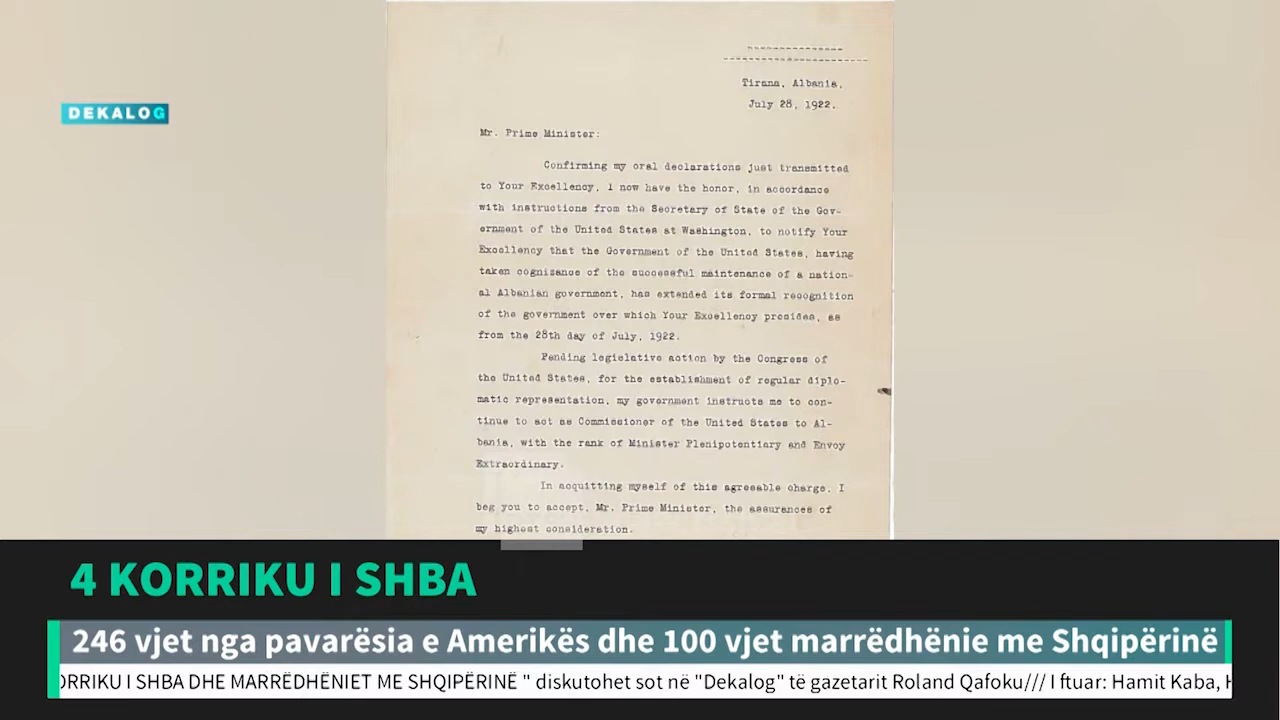 DEKALOG
Tirana, Albania,
July 28, 1922.
Mr. Prime Minister:
Confirming my oral declarations just transmitted
to Your Excellency, I now have the honor, in accordance
with instructions from the Secretary of State of the Gov-
ernment of the United States at Washington, to notify Your
Excellency that the Government of the United States, having
taken cognizance of the successful maintenance of a nation-
al Albanian government, has extended its formal recognition
of the government over which Your Excellency presides, as
from the 28th day of July, 1922.
Pending legislative action by the Congress of
the United States, for the establishment of regular diplo-
matic representation, my government instructs me to con-
tinue to act as Commissioner of the United States to Al-
bania, with the rank of Minister Plenipotentiary and Envoy
Extraordinary.
In acquitting myself of this agreeable charge, I
beg you to accept, Mr. Prime Minister, the assurances of
my highest consideration.
4 KORRIKU I SHBA
246 vjet nga pavarësia e Amerikës dhe 100 vjet marrëdhënie me Shqipërinë
ORRIKU I SHBA DHE MARRËDHËNIET ME SHQIPËRINË " diskutohet sot në "Dekalog" të gazetarit Roland Qafoku/// I ftuar: Hamit Kaba,